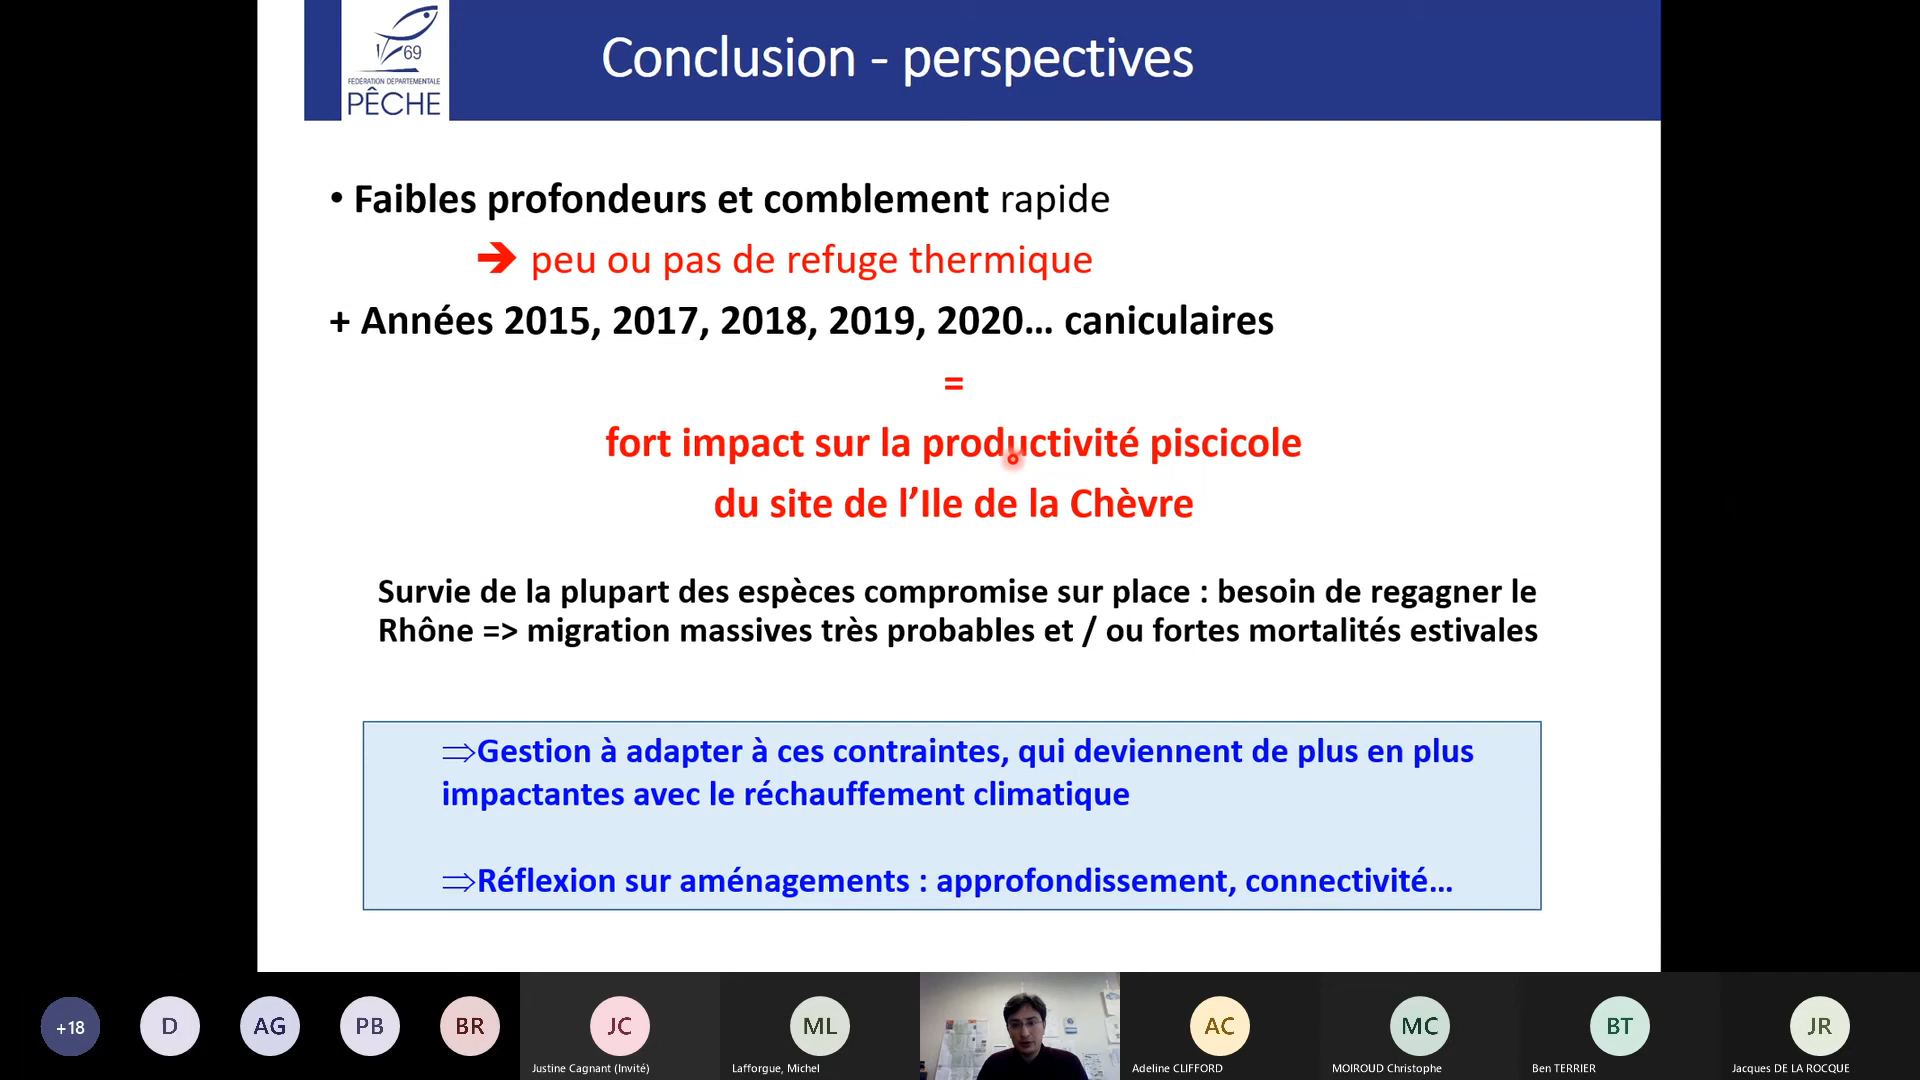 69
FÉDÉRATION DÉPARTEMENTALE
PÊCHE
Conclusion - perspectives
• Faibles profondeurs et comblement rapide
➔ peu ou pas de refuge thermique
+ Années 2015, 2017, 2018, 2019, 2020... caniculaires
=
fort impact sur la productivité piscicole
du site de l’Ile de la Chèvre
Survie de la plupart des espèces compromise sur place : besoin de regagner le
Rhône => migration massives très probables et / ou fortes mortalités estivales
⇒Gestion à adapter à ces contraintes, qui deviennent de plus en plus
impactantes avec le réchauffement climatique
⇒Réflexion sur aménagements : approfondissement, connectivité...
+18
D
AG
PB
BR
JC
Justine Cagnant (Invité)
ML
Lafforgue, Michel
AC
Adeline CLIFFORD
MC
MOIROUD Christophe
BT
Ben TERRIER
JR
Jacques DE LA ROCQUE